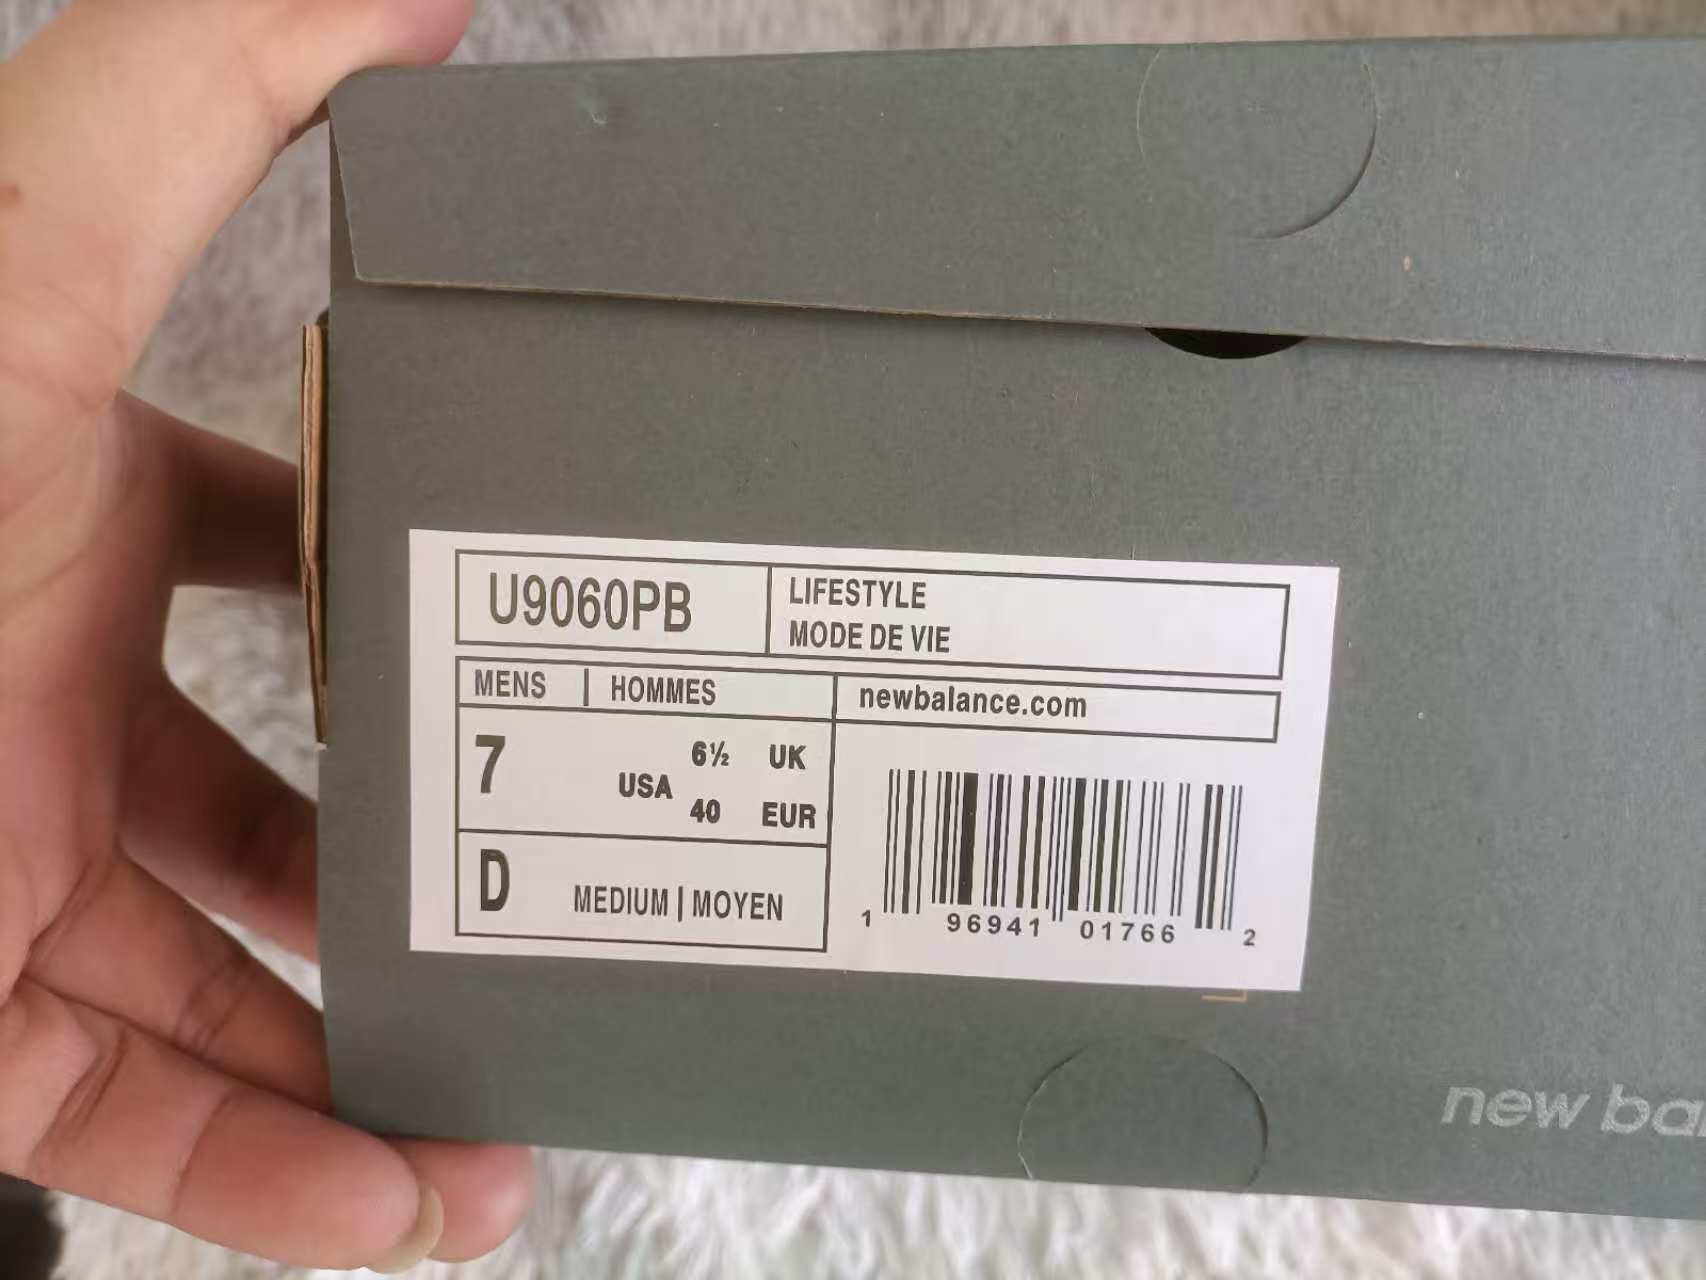 U9060PB
LIFESTYLE
MODE DE VIE
MENS | HOMMES
newbalance.com
7
USA
6½ UK
40 EUR
D
MEDIUM | MOYEN
1 96941 01766 2
new bal